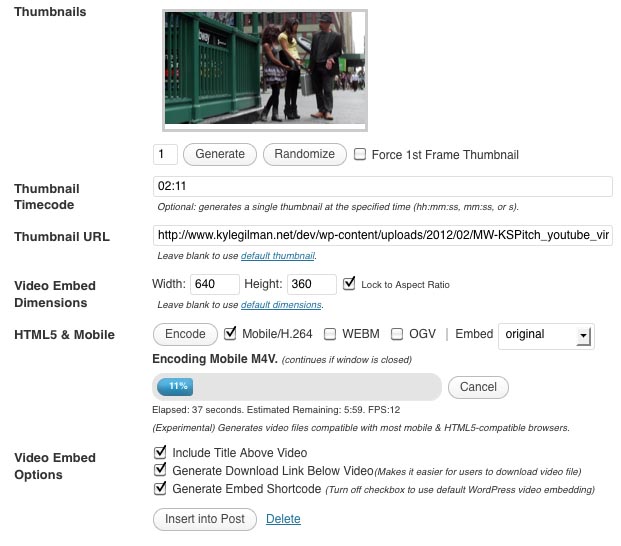 Thumbnails
1 Generate Randomize Force 1st Frame Thumbnail
Thumbnail Timecode
02:11
Optional: generates a single thumbnail at the specified time (hh:mm:ss, mm:ss, or s).
Thumbnail URL
http://www.kylegilman.net/dev/wp-content/uploads/2012/02/MW-KSPitch_youtube_vir
Leave blank to use default thumbnail.
Video Embed Dimensions
Width: 640 Height: 360 Lock to Aspect Ratio
Leave blank to use default dimensions.
HTML5 & Mobile
Encode Mobile/H.264 WEBM OGV | Embed original
Encoding Mobile M4V. (continues if window is closed)
11% Cancel
Elapsed: 37 seconds. Estimated Remaining: 5:59. FPS:12
(Experimental) Generates video files compatible with most mobile & HTML5-compatible browsers.
Video Embed Options
Include Title Above Video
Generate Download Link Below Video(Makes it easier for users to download video file)
Generate Embed Shortcode (Turn off checkbox to use default WordPress video embedding)
Insert into Post Delete